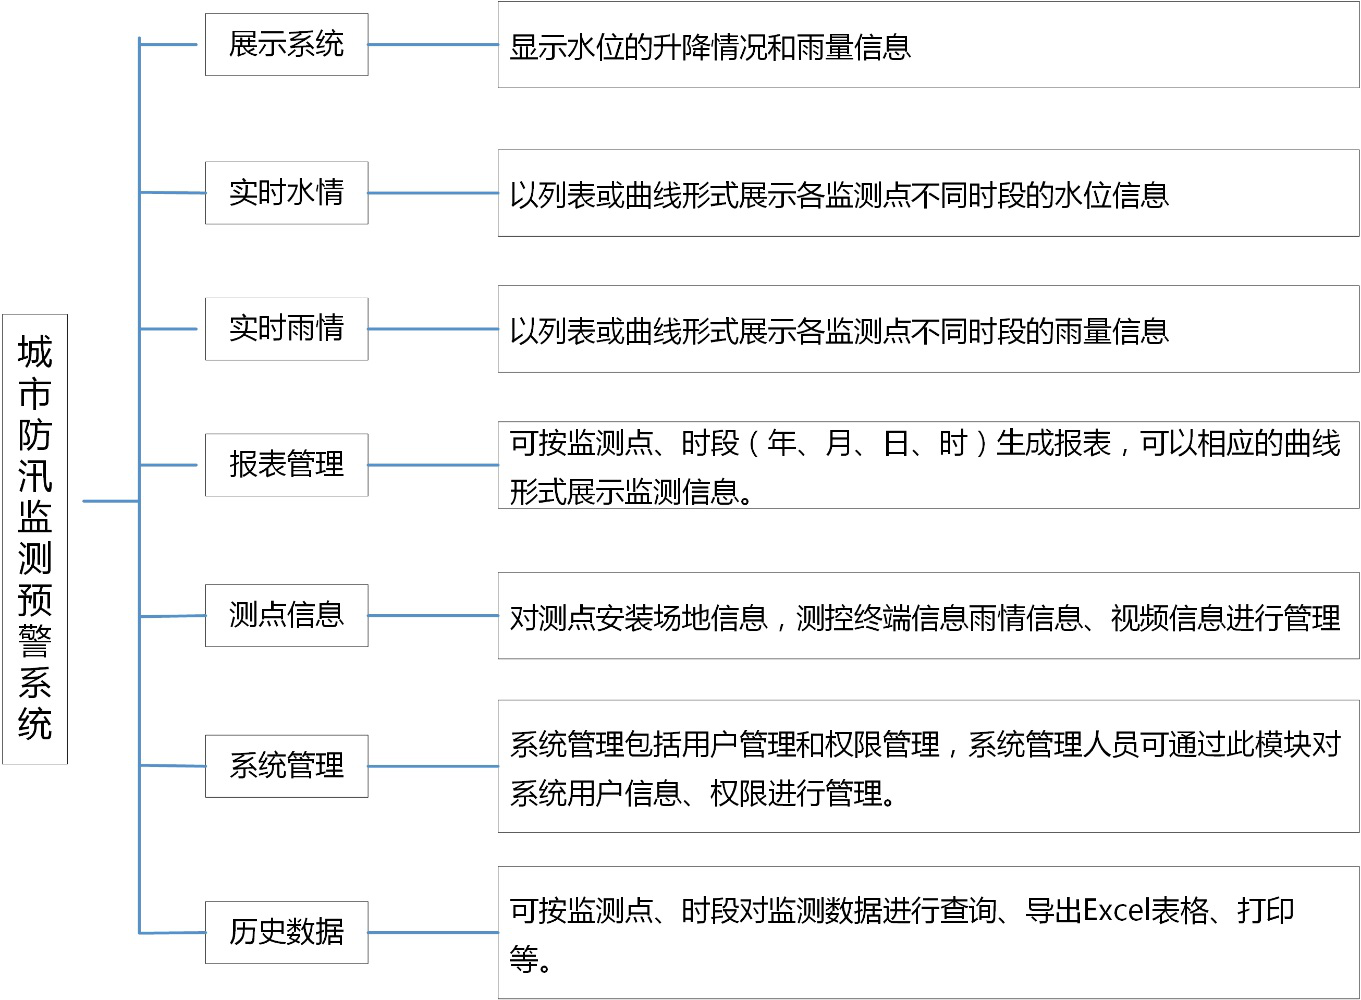 城市防汛监测预警系统
展示系统
显示水位的升降情况和雨量信息
实时水情
以列表或曲线形式展示各监测点不同时段的水位信息
实时雨情
以列表或曲线形式展示各监测点不同时段的雨量信息
报表管理
可按监测点、时段（年、月、日、时）生成报表，可以相应的曲线
形式展示监测信息。
测点信息
对测点安装场地信息，测控终端信息雨情信息、视频信息进行管理
系统管理
系统管理包括用户管理和权限管理，系统管理人员可通过此模块对
系统用户信息、权限进行管理。
历史数据
可按监测点、时段对监测数据进行查询、导出Excel表格、打印
等。